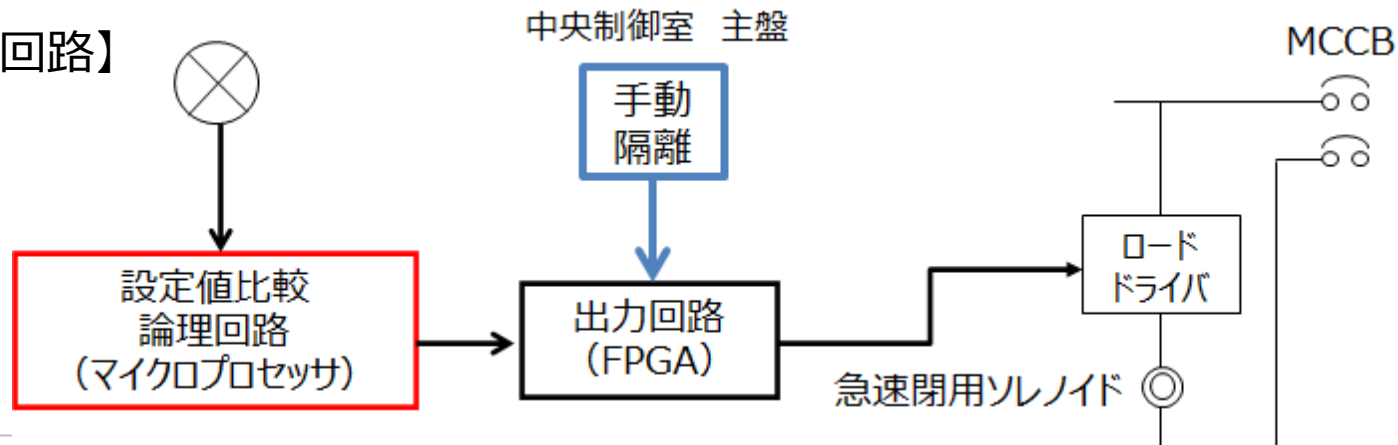 回路】
中央制御室 主盤
MCCB
手動
隔離
ロード
ドライバ
設定値比較
論理回路
（マイクロプロセッサ）
出力回路
（FPGA）
急速閉用ソレノイド